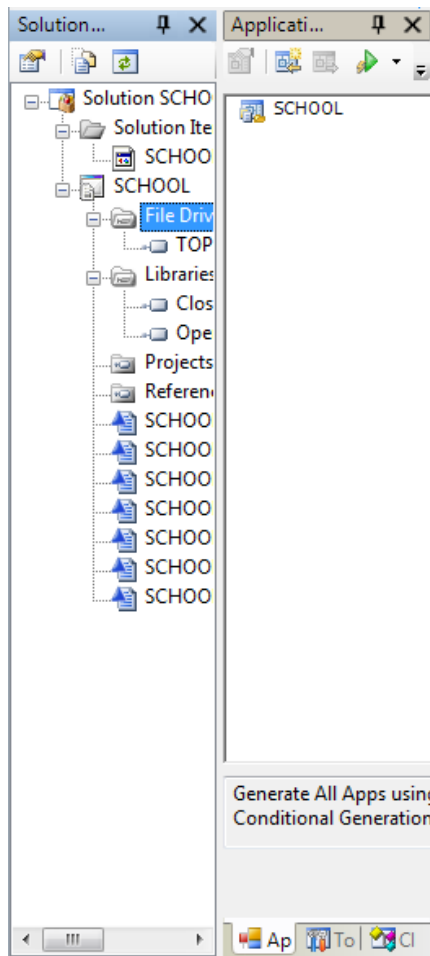 Solution...
Solution SCHO
Solution Ite
SCHOO
SCHOOL
File Driv
TOP
Libraries
Clos
Ope
Projects
Referen
SCHOO
SCHOO
SCHOO
SCHOO
SCHOO
SCHOO
SCHOO
Applicati...
SCHOOL
Generate All Apps using
Conditional Generation
Ap
To
Cl